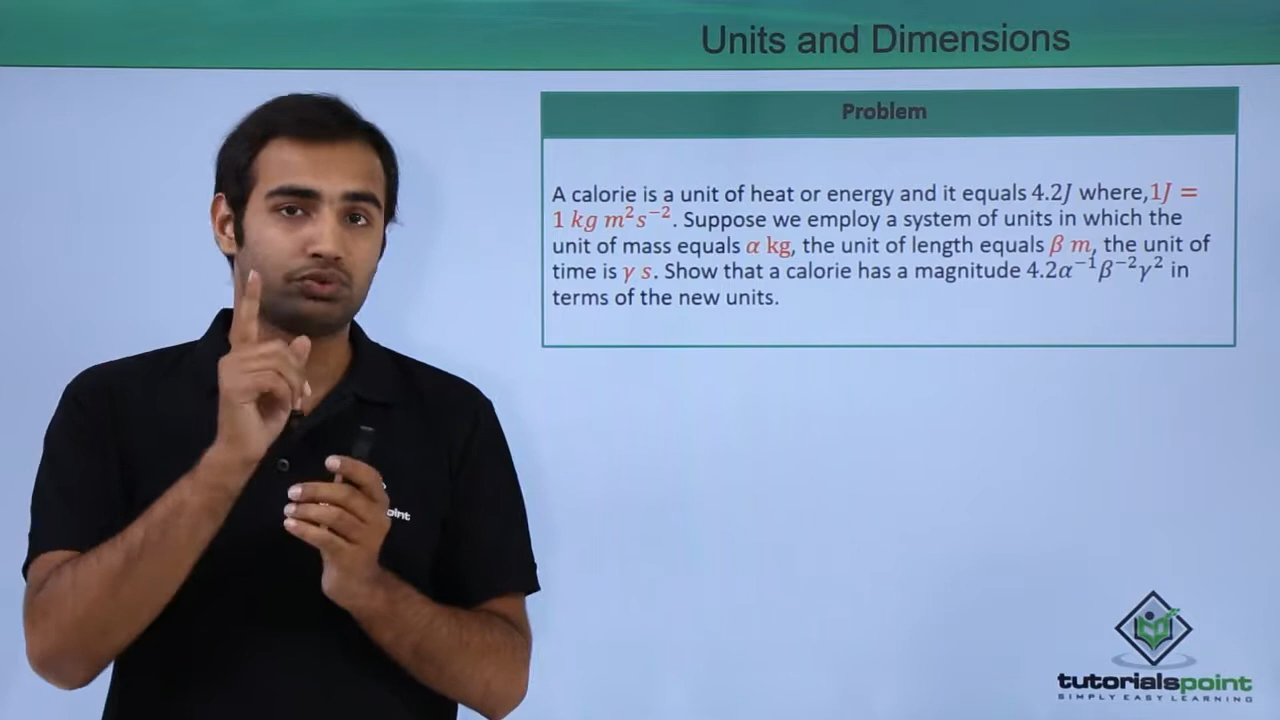 Units and Dimensions
Problem
A calorie is a unit of heat or energy and it equals 4.2J where,1J =
1 kg m²s⁻². Suppose we employ a system of units in which the
unit of mass equals α kg, the unit of length equals β m, the unit of
time is γ s. Show that a calorie has a magnitude 4.2α⁻¹β⁻²γ² in
terms of the new units.
oint
tutorialspoint
SIMPLY EASY LEARNING